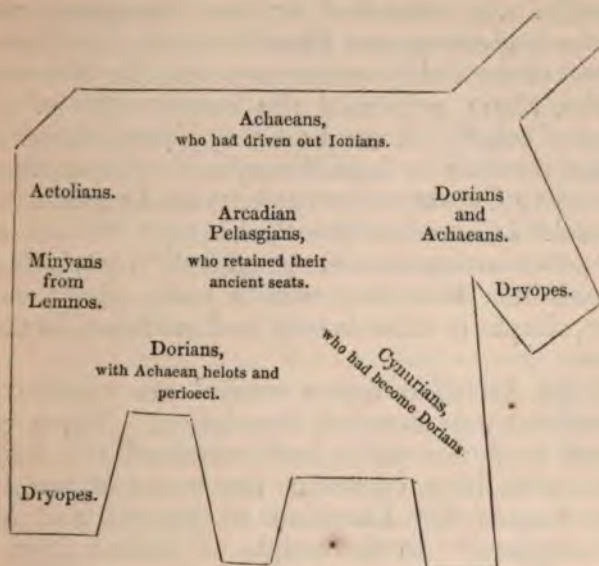 Achaeans,
who had driven out Ionians.
Aetolians.
Arcadian
Pelasgians,
who retained their
ancient seats.
Dorians
and
Achaeans.
Minyans
from
Lemnos.
Dryopes.
Dorians,
with Achaean helots and
perioeci.
Cynurians,
who had become Dorians.
Dryopes.